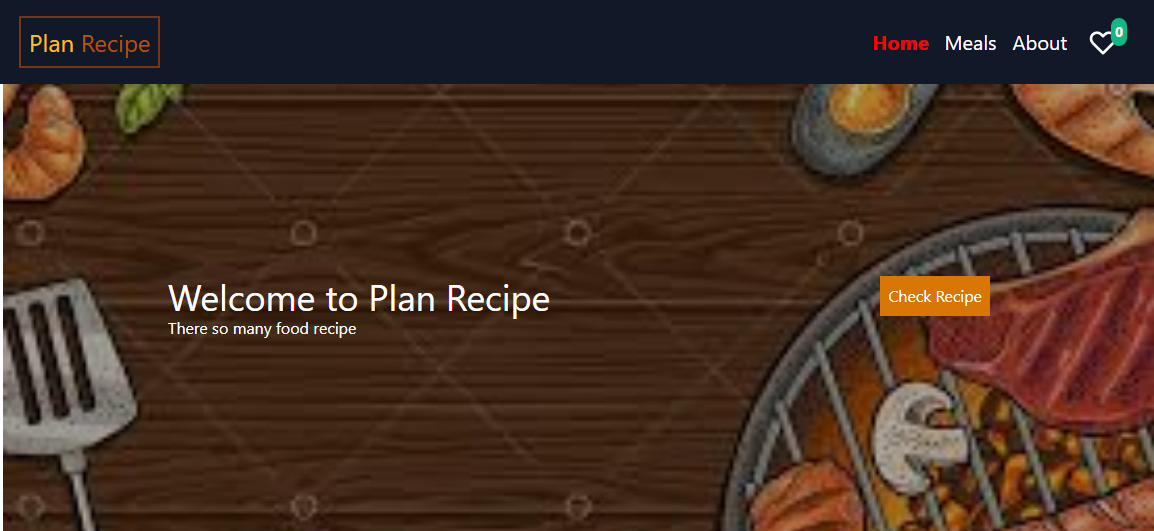 Plan Recipe
Home Meals About 0
Welcome to Plan Recipe
There so many food recipe
Check Recipe